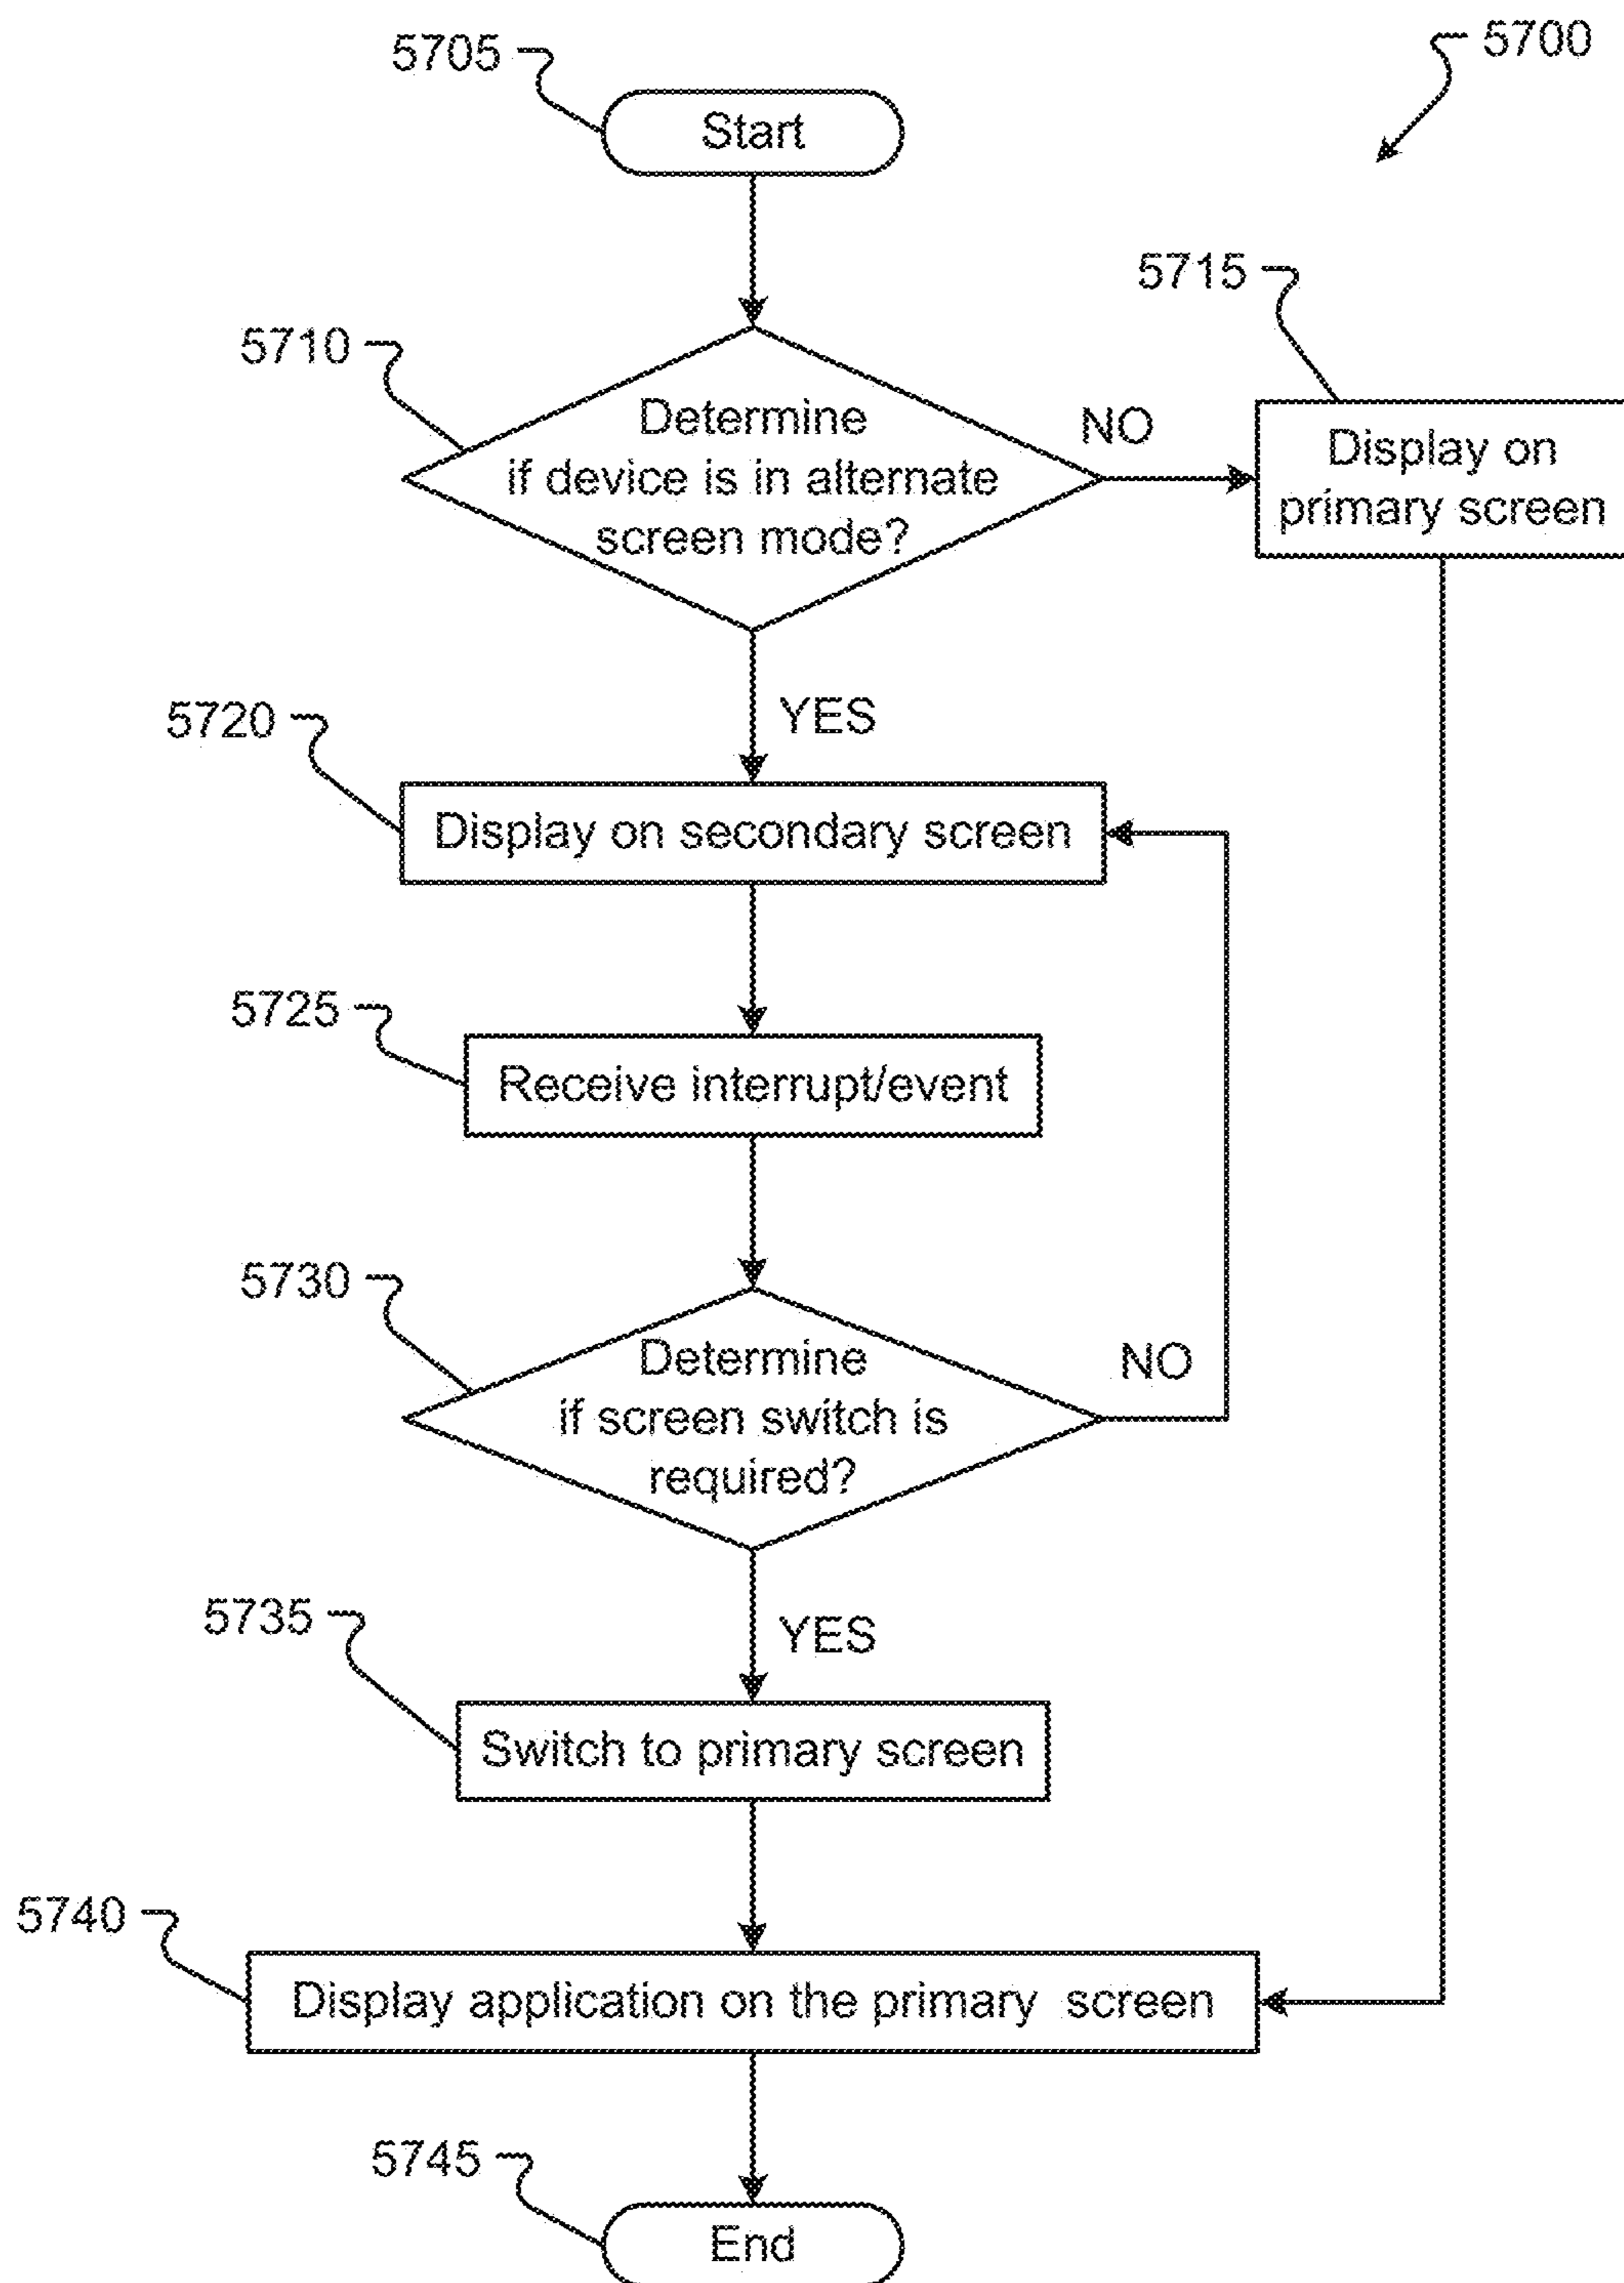 5705
5700
Start
5715
5710
Determine
if device is in alternate
screen mode?
NO
Display on
primary screen
YES
5720
Display on secondary screen
5725
Receive interrupt/event
5730
Determine
if screen switch is
required?
NO
YES
5735
Switch to primary screen
5740
Display application on the primary screen
5745
End